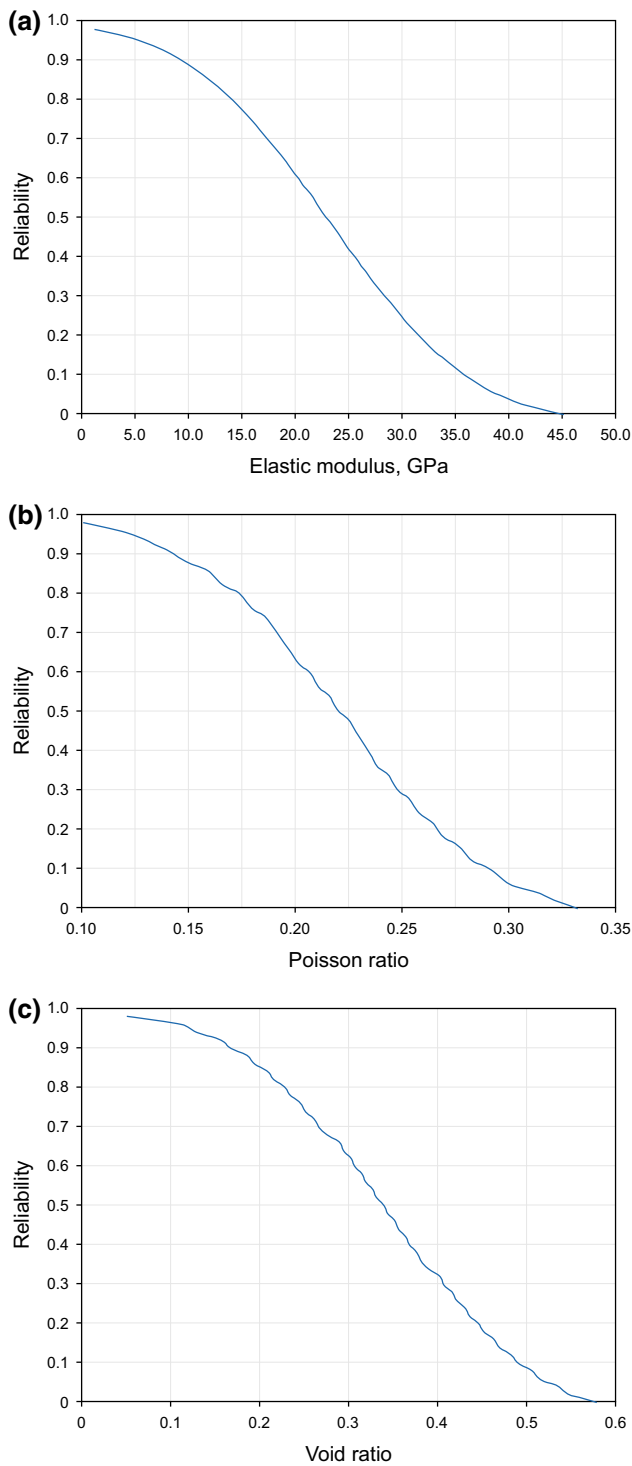 (a)
1.0
0.9
0.8
0.7
0.6
0.5
0.4
0.3
0.2
0.1
0
Reliability
0 5.0 10.0 15.0 20.0 25.0 30.0 35.0 40.0 45.0 50.0
Elastic modulus, GPa
(b)
1.0
0.9
0.8
0.7
0.6
0.5
0.4
0.3
0.2
0.1
0
Reliability
0.10 0.15 0.20 0.25 0.30 0.35
Poisson ratio
(c)
1.0
0.9
0.8
0.7
0.6
0.5
0.4
0.3
0.2
0.1
0
Reliability
0 0.1 0.2 0.3 0.4 0.5 0.6
Void ratio